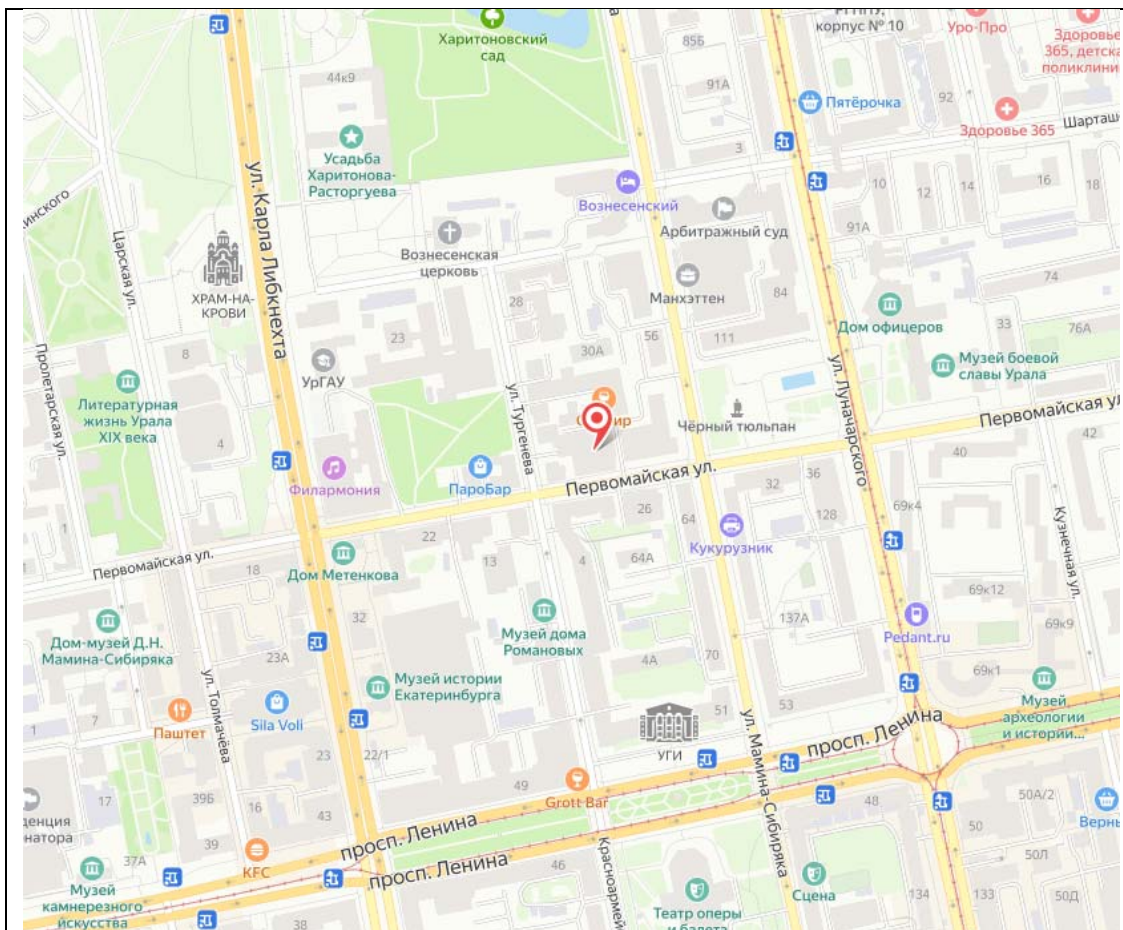 Харитоновский
сад
корпус № 10
Уро-Про
Здоровье
365, детска
поликлини
85Б
44к9
91А
92
Пятёрочка
Здоровье 365
Шарташ
3
Усадьба
Харитонова-
Расторгуева
ул. Карла Либкнехта
Вознесенский
10
12
14
16
18
Царская ул.
Арбитражный суд
91А
Вознесенская
церковь
ХРАМ-НА-
КРОВИ
Манхэттен
84
74
28
Дом офицеров
33
76А
23
56
111
30А
Пролетарская ул.
8
УрГАУ
Музей боевой
славы Урала
ул. Тургенева
ул. Луначарского
Литературная
жизнь Урала
XIX века
4
Чёрный тюльпан
Первомайская ул.
42
40
Филармония
ПароБар
Первомайская ул.
36
32
26
64
128
69к4
1
22
Кукурузник
Кузнечная ул.
Первомайская ул.
18
Дом Метенкова
13
4
64А
69к12
32
137А
69к9
Дом-музей Д.Н.
Мамина-Сибиряка
23А
Музей дома
Романовых
Pedant.ru
4А
70
69к1
ул. Толмачёва
Музей истории
Екатеринбурга
Музей
археологии
и истории...
1
7
Паштет
Sila Voli
51
53
просп. Ленина
ул. Мамина-Сибиряка
23
22/1
УГИ
49
Grott Bar
17
39Б
16
43
48
50А/2
денция
натора
Верны
50
39
просп. Ленина
37А
KFC
просп. Ленина
46
Красноармей
50Л
Музей
камнерезного
искусства
38
Театр оперы
и балета
Сцена
134
133
50Д